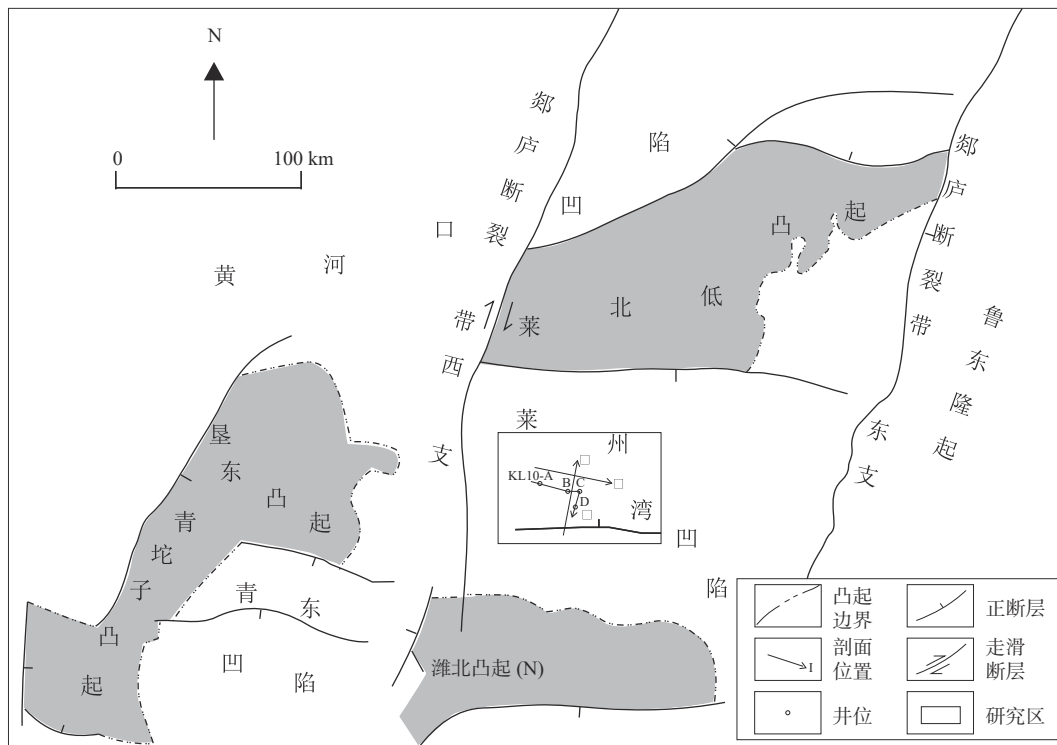 N
0 100 km
郯庐断裂带西支
郯庐断裂带东支
鲁东隆起
黄河口凹陷
莱北低凸起
莱州湾凹陷
KL10-A
B
C
D
垦东凸起
青坨子凸起
青东凹陷
潍北凸起 (N)
凸起
边界
正断层
剖面
位置
I
走滑
断层
井位
研究区